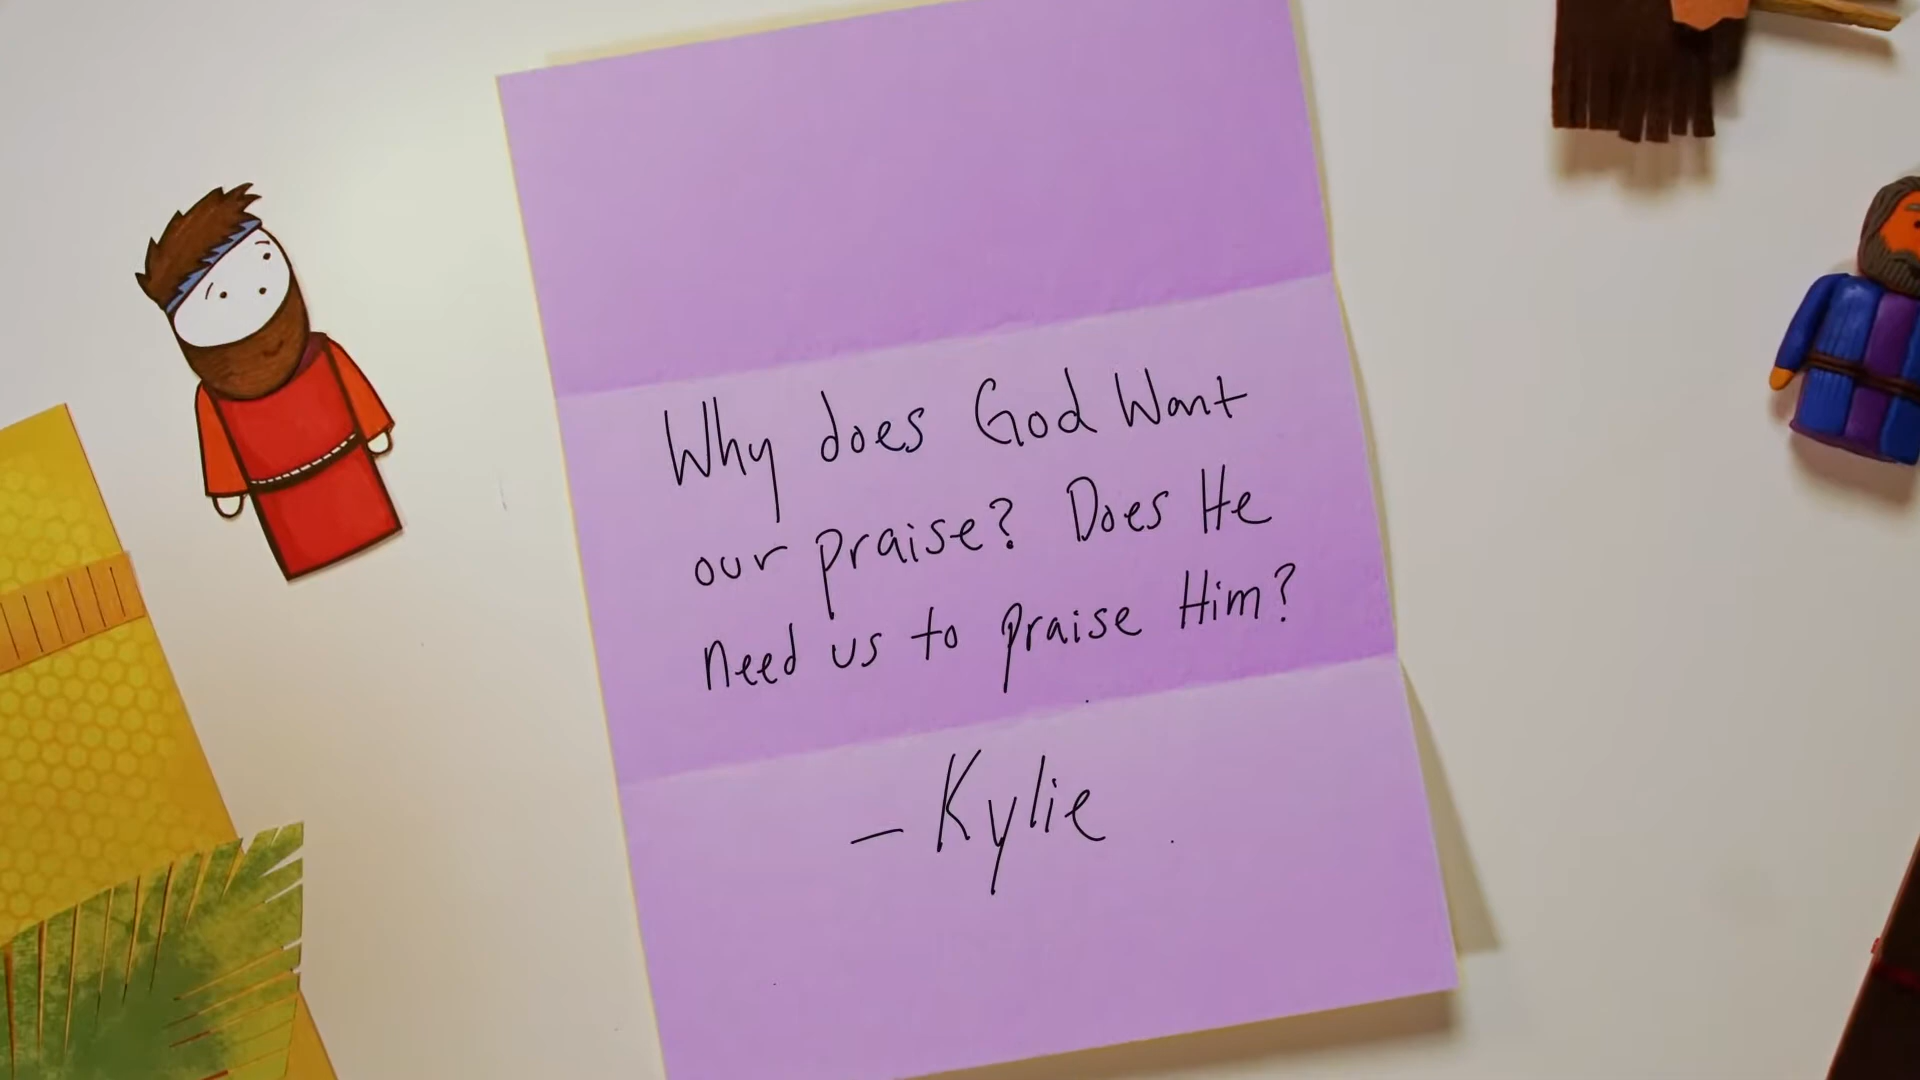 Why does God Want
our praise? Does He
need us to praise Him?
- Kylie